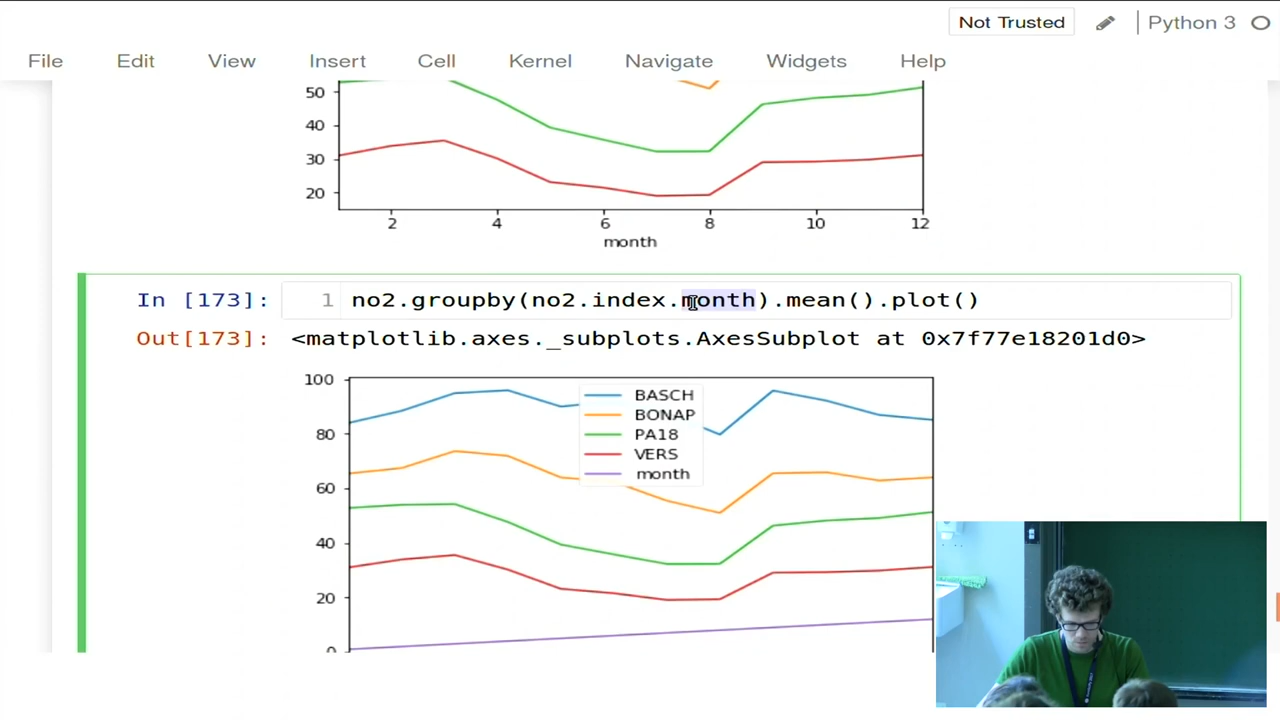 Not Trusted Python 3
File Edit View Insert Cell Kernel Navigate Widgets Help
50
40
30
20
2 4 6 8 10 12
month
In [173]: 1 no2.groupby(no2.index.month).mean().plot()
Out[173]: <matplotlib.axes._subplots.AxesSubplot at 0x7f77e18201d0>
100
BASCH
BONAP
80
PA18
VERS
month
60
40
20
0